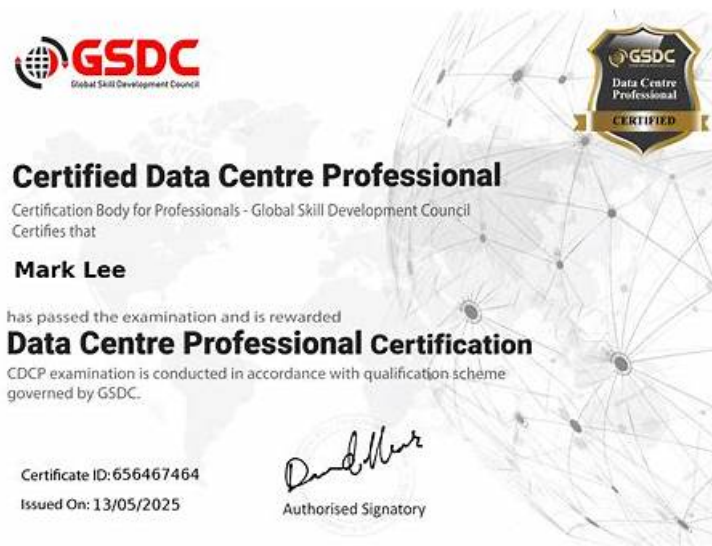 GSDC
Global Skill Development Council
GSDC
Data Centre
Professional
CERTIFIED
Certified Data Centre Professional
Certification Body for Professionals - Global Skill Development Council
Certifies that
Mark Lee
has passed the examination and is rewarded
Data Centre Professional Certification
CDCP examination is conducted in accordance with qualification scheme
governed by GSDC.
Certificate ID: 656467464
Issued On: 13/05/2025
Authorised Signatory